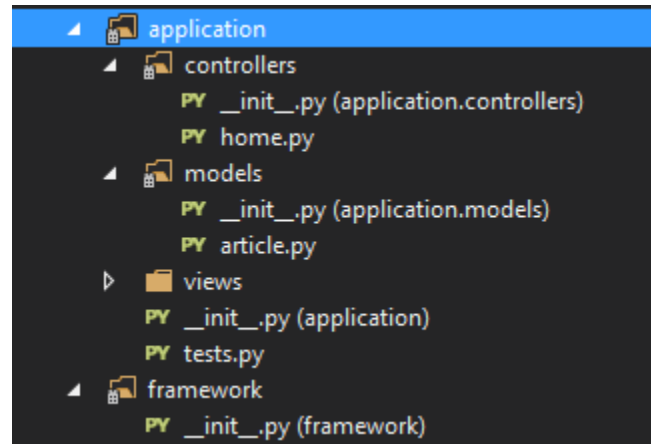 application
controllers
PY __init__.py (application.controllers)
PY home.py
models
PY __init__.py (application.models)
PY article.py
views
PY __init__.py (application)
PY tests.py
framework
PY __init__.py (framework)